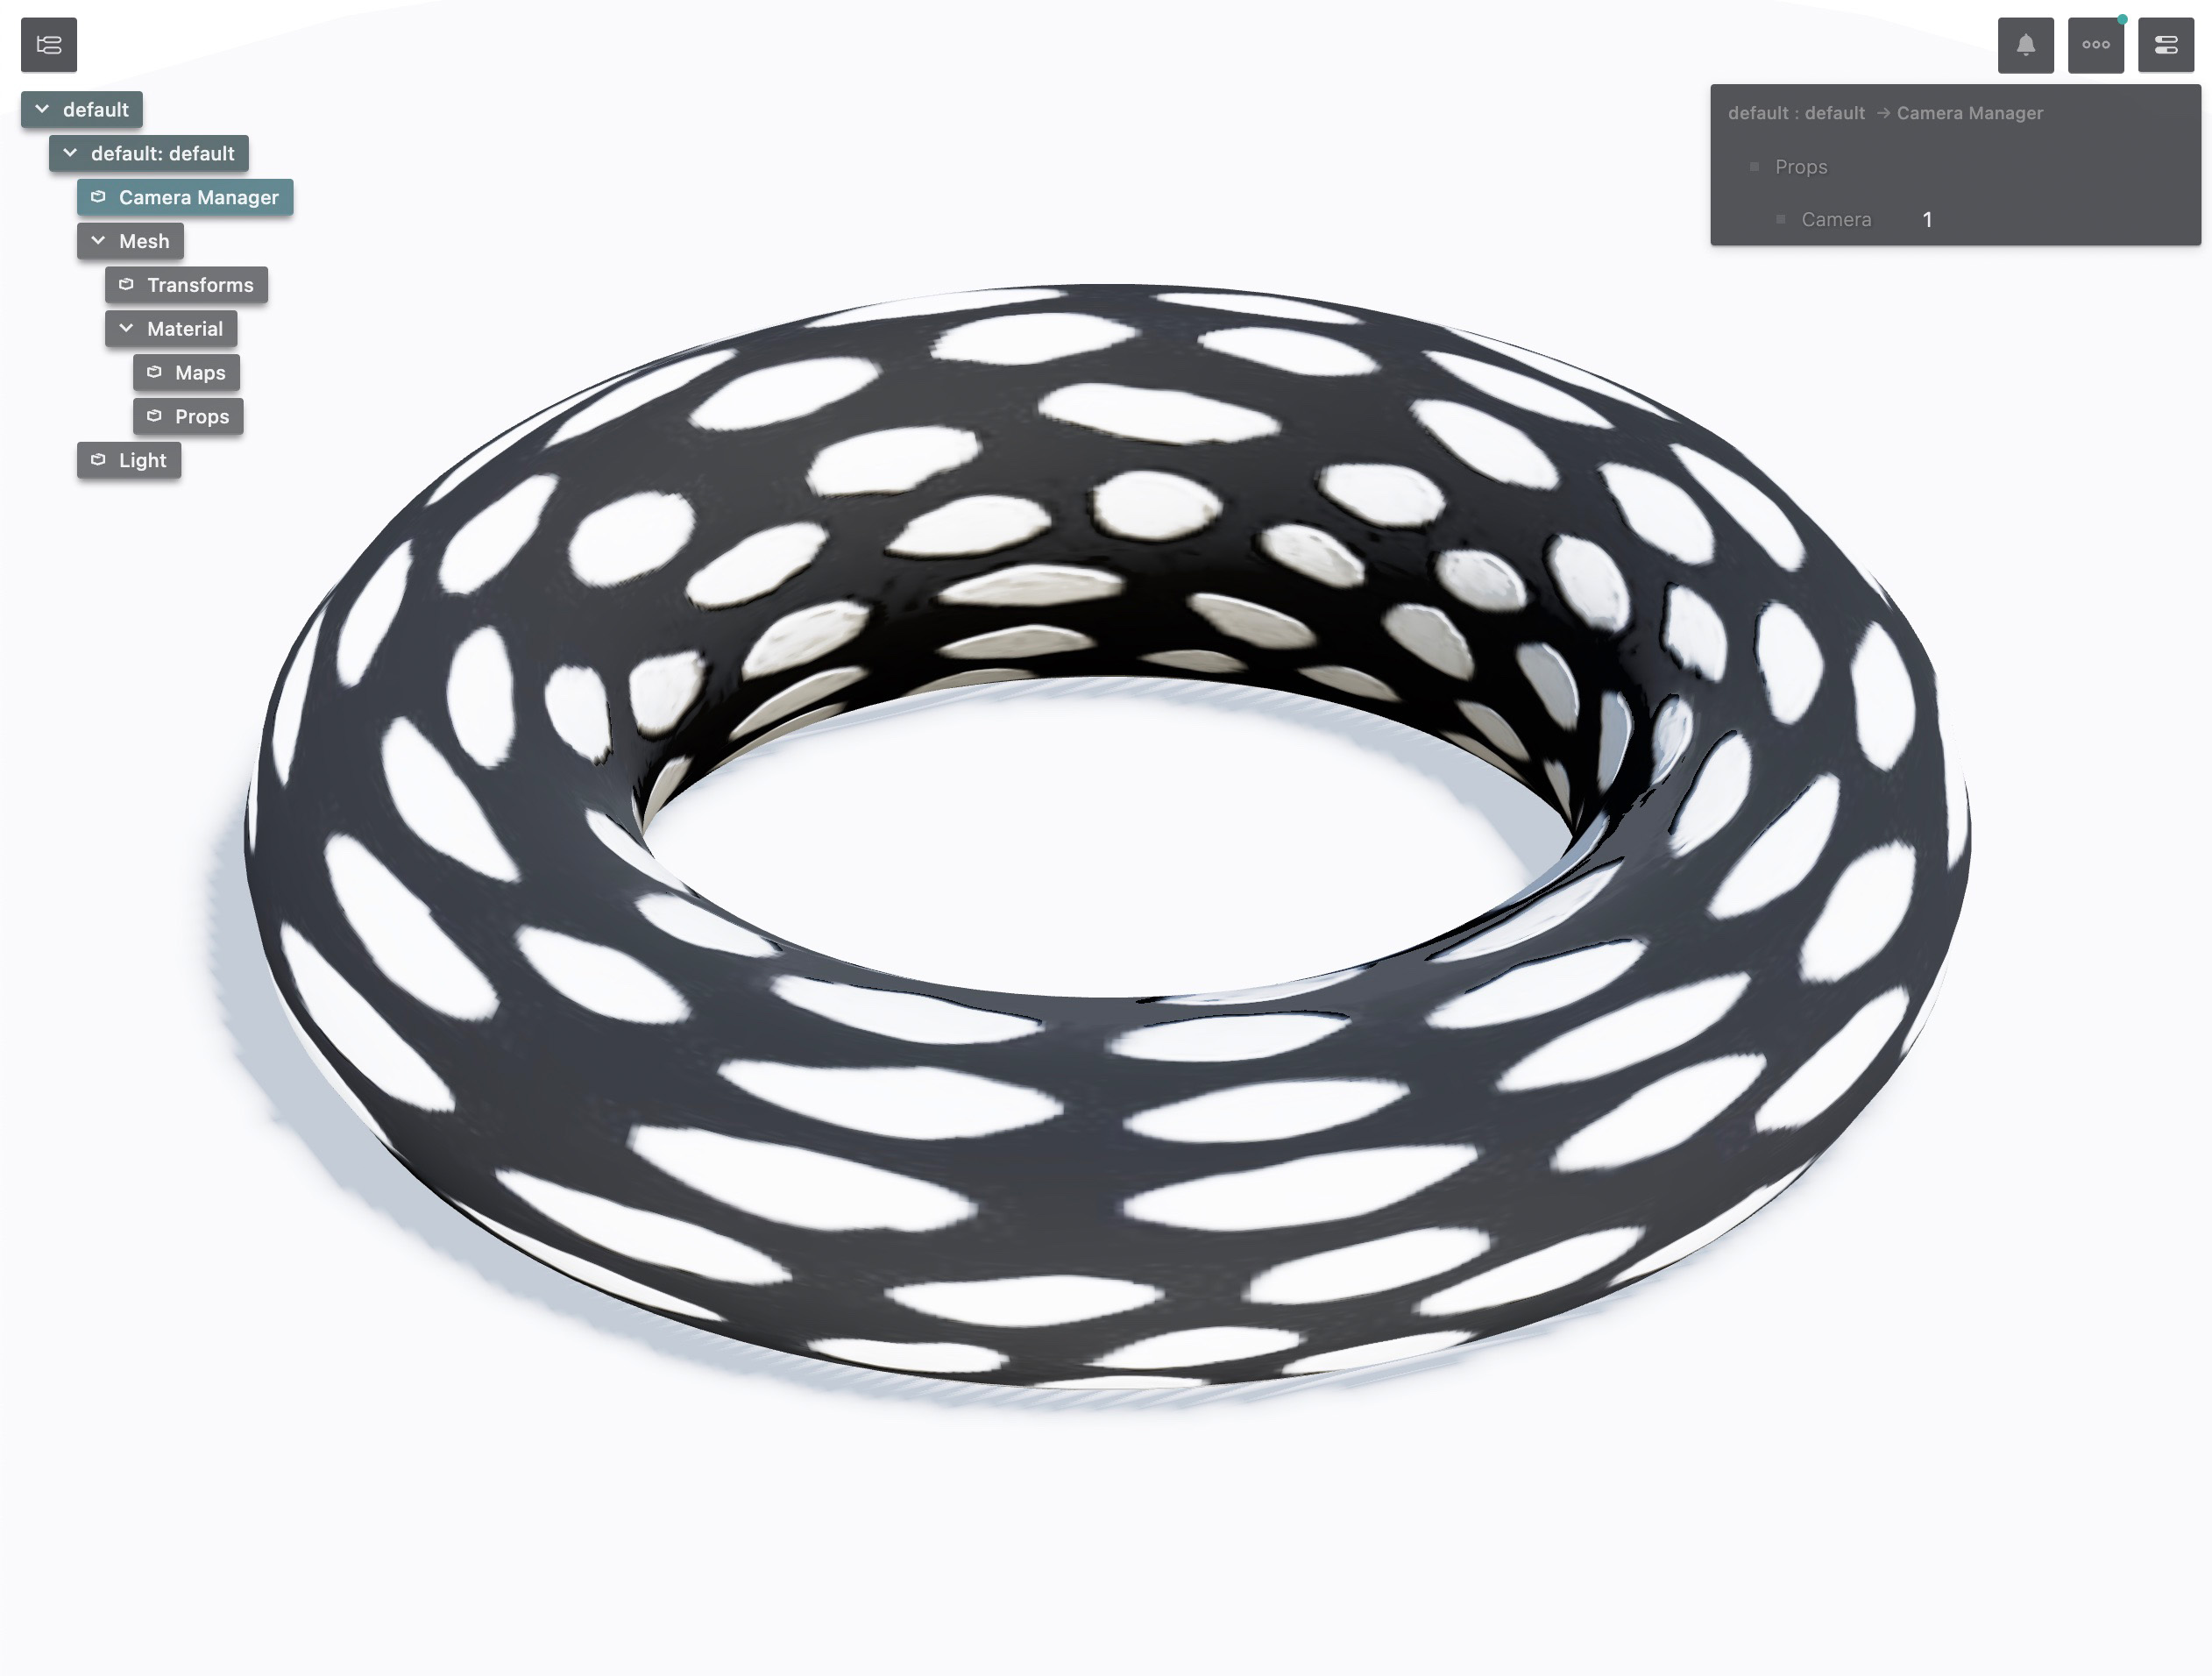 default
default: default
Camera Manager
Mesh
Transforms
Material
Maps
Props
Light
default : default → Camera Manager
Props
Camera 1